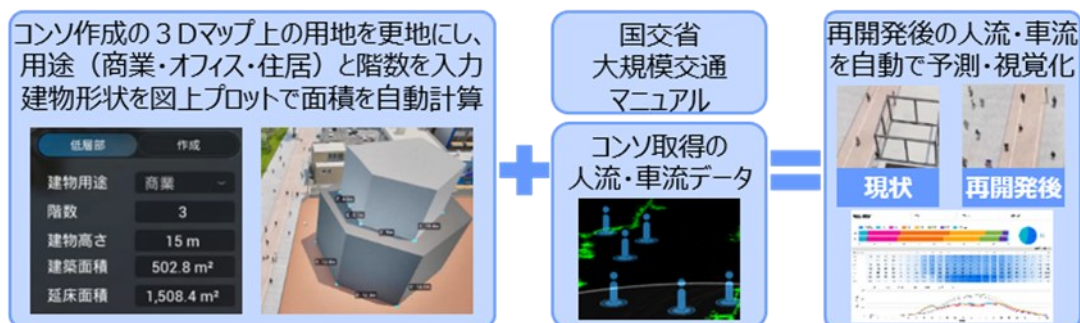 コンソ作成の3Dマップ上の用地を更地にし、
用途（商業・オフィス・住居）と階数を入力
建物形状を図上プロットで面積を自動計算
低層部 作成
建物用途 商業
階数 3
建物高さ 15 m
建築面積 502.8 m²
延床面積 1,508.4 m²
国交省
大規模交通
マニュアル
コンソ取得の
人流・車流データ
再開発後の人流・車流
を自動で予測・視覚化
現状 再開発後